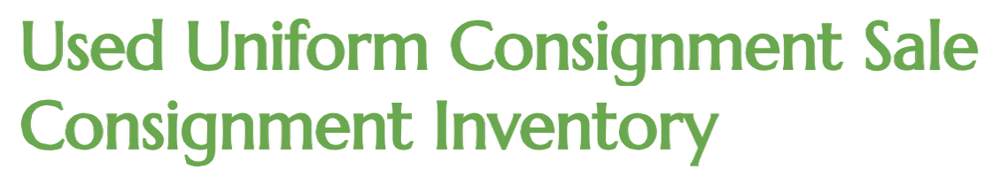 Used Uniform Consignment Sale
Consignment Inventory